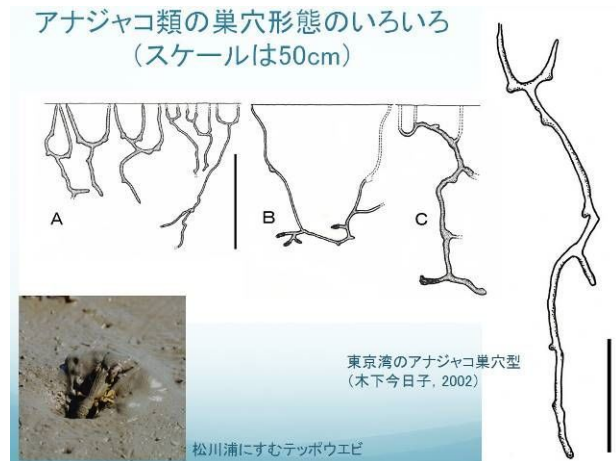 アナジャコ類の巣穴形態のいろいろ
(スケールは50cm)
A
B
C
東京湾のアナジャコ巣穴型
(木下今日子, 2002)
松川浦にすむテッポウエビ